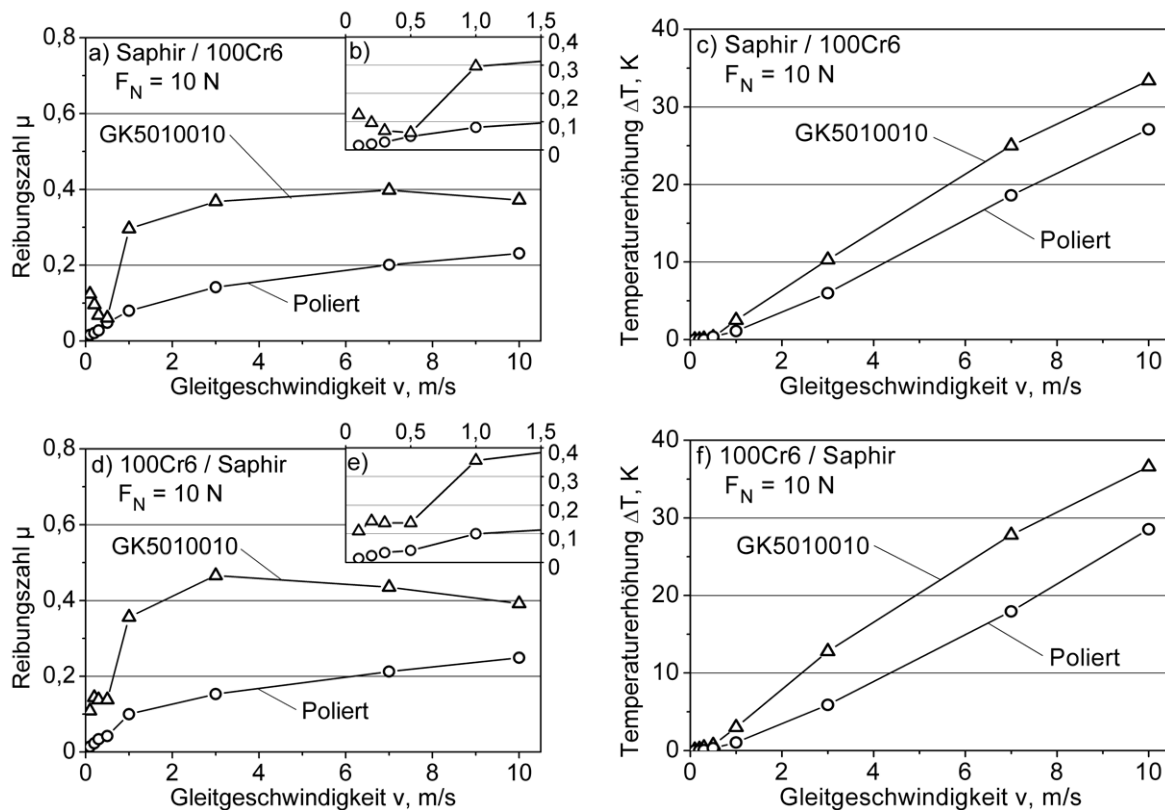 0 0,5 1,0 1,5
0,8 0,6 0,4 0,2 0
a) Saphir / 100Cr6
F_N = 10 N
GK5010010
Poliert
b)
0,4 0,3 0,2 0,1 0
Reibungszahl μ
0 2 4 6 8 10
Gleitgeschwindigkeit v, m/s
40 30 20 10 0
c) Saphir / 100Cr6
F_N = 10 N
GK5010010
Poliert
Temperaturerhöhung ΔT, K
0 2 4 6 8 10
Gleitgeschwindigkeit v, m/s
0 0,5 1,0 1,5
0,8 0,6 0,4 0,2 0
d) 100Cr6 / Saphir
F_N = 10 N
GK5010010
Poliert
e)
0,4 0,3 0,2 0,1 0
Reibungszahl μ
0 2 4 6 8 10
Gleitgeschwindigkeit v, m/s
40 30 20 10 0
f) 100Cr6 / Saphir
F_N = 10 N
GK5010010
Poliert
Temperaturerhöhung ΔT, K
0 2 4 6 8 10
Gleitgeschwindigkeit v, m/s